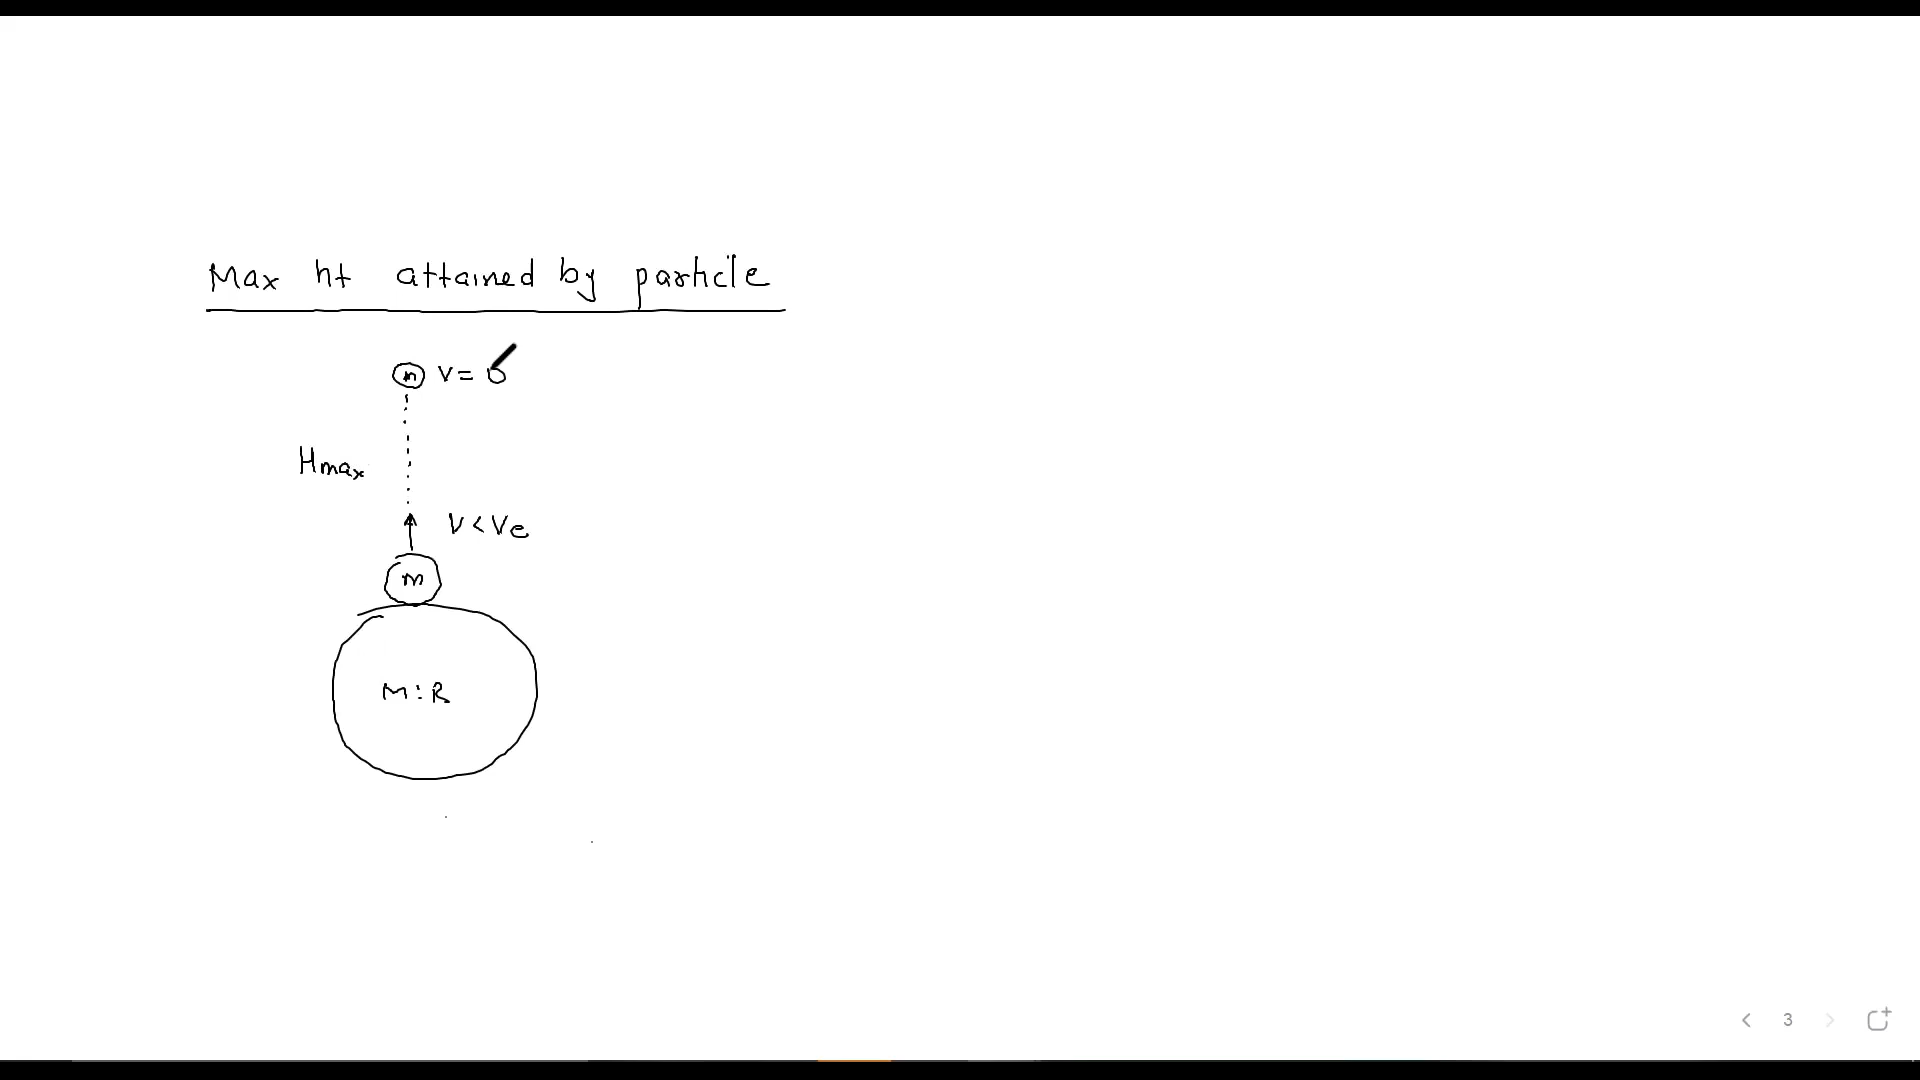 Max ht attained by particle
m V = 0
Hmax
V < Ve
m
M : R
3